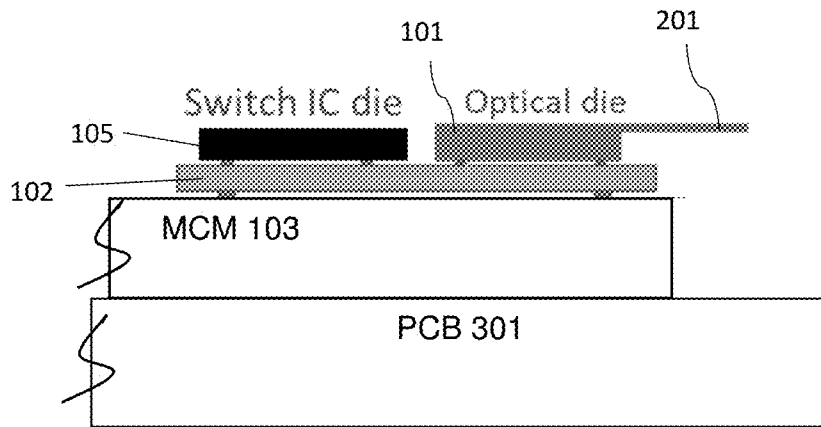 101
201
Switch IC die
Optical die
105
102
MCM 103
PCB 301